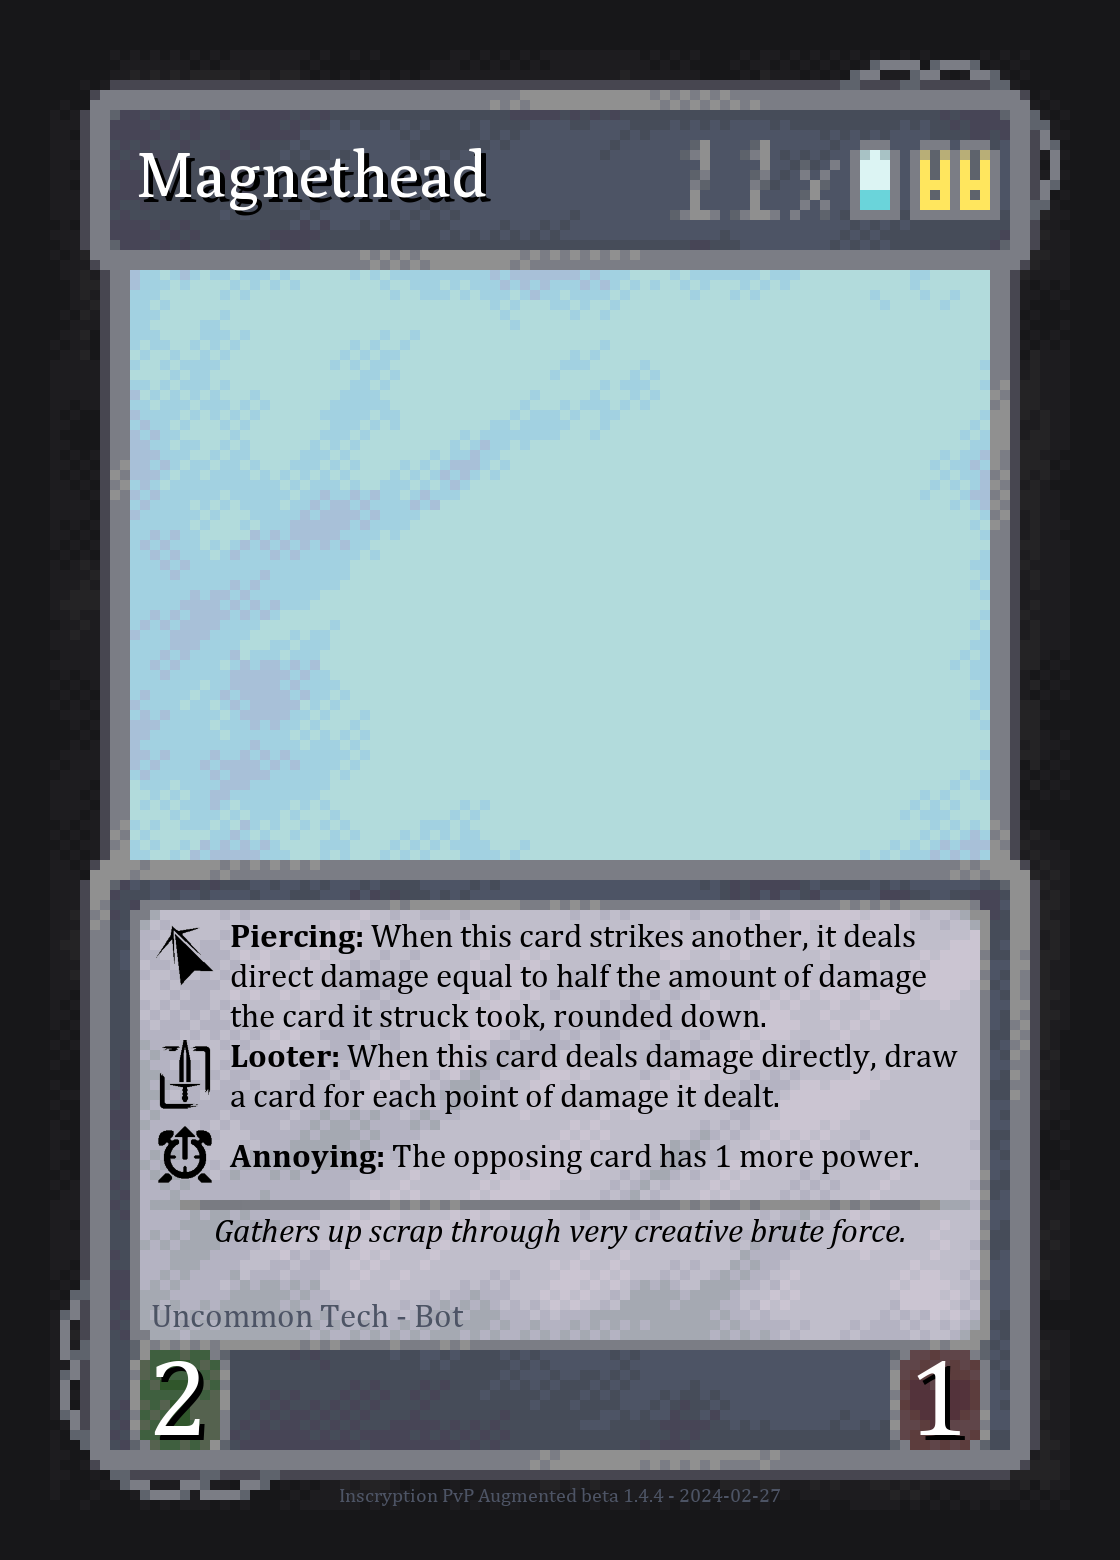 Magnethead 11x
Piercing: When this card strikes another, it deals
direct damage equal to half the amount of damage
the card it struck took, rounded down.
Looter: When this card deals damage directly, draw
a card for each point of damage it dealt.
Annoying: The opposing card has 1 more power.
Gathers up scrap through very creative brute force.
Uncommon Tech - Bot
2 1
Inscryption PvP Augmented beta 1.4.4 - 2024-02-27